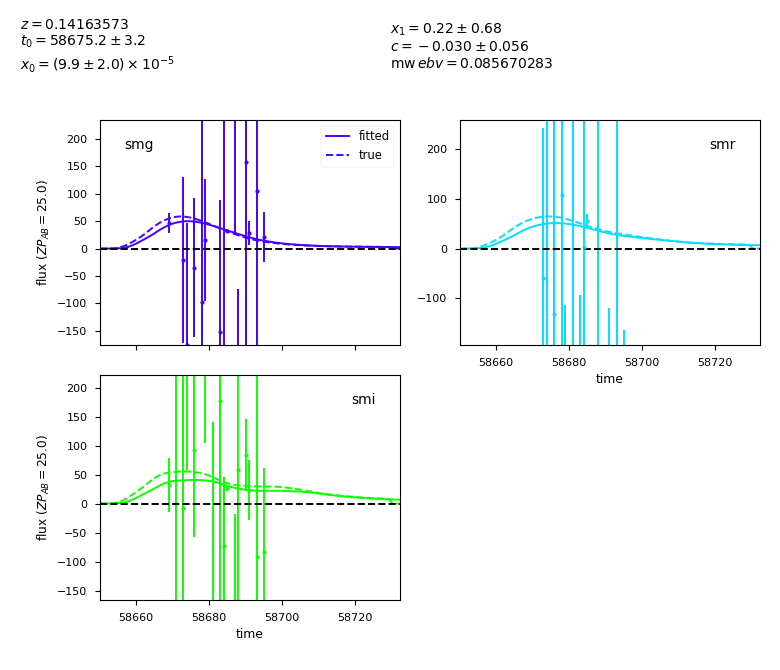 z = 0.14163573
t₀ = 58675.2 ± 3.2
x₀ = (9.9 ± 2.0) × 10⁻⁵
x₁ = 0.22 ± 0.68
c = −0.030 ± 0.056
mw ebv = 0.085670283
smg
fitted
true
200
150
100
50
0
−50
−100
−150
flux (ZP_AB = 25.0)
smr
200
100
0
−100
58660
58680
58700
58720
time
smi
200
150
100
50
0
−50
−100
−150
flux (ZP_AB = 25.0)
58660
58680
58700
58720
time